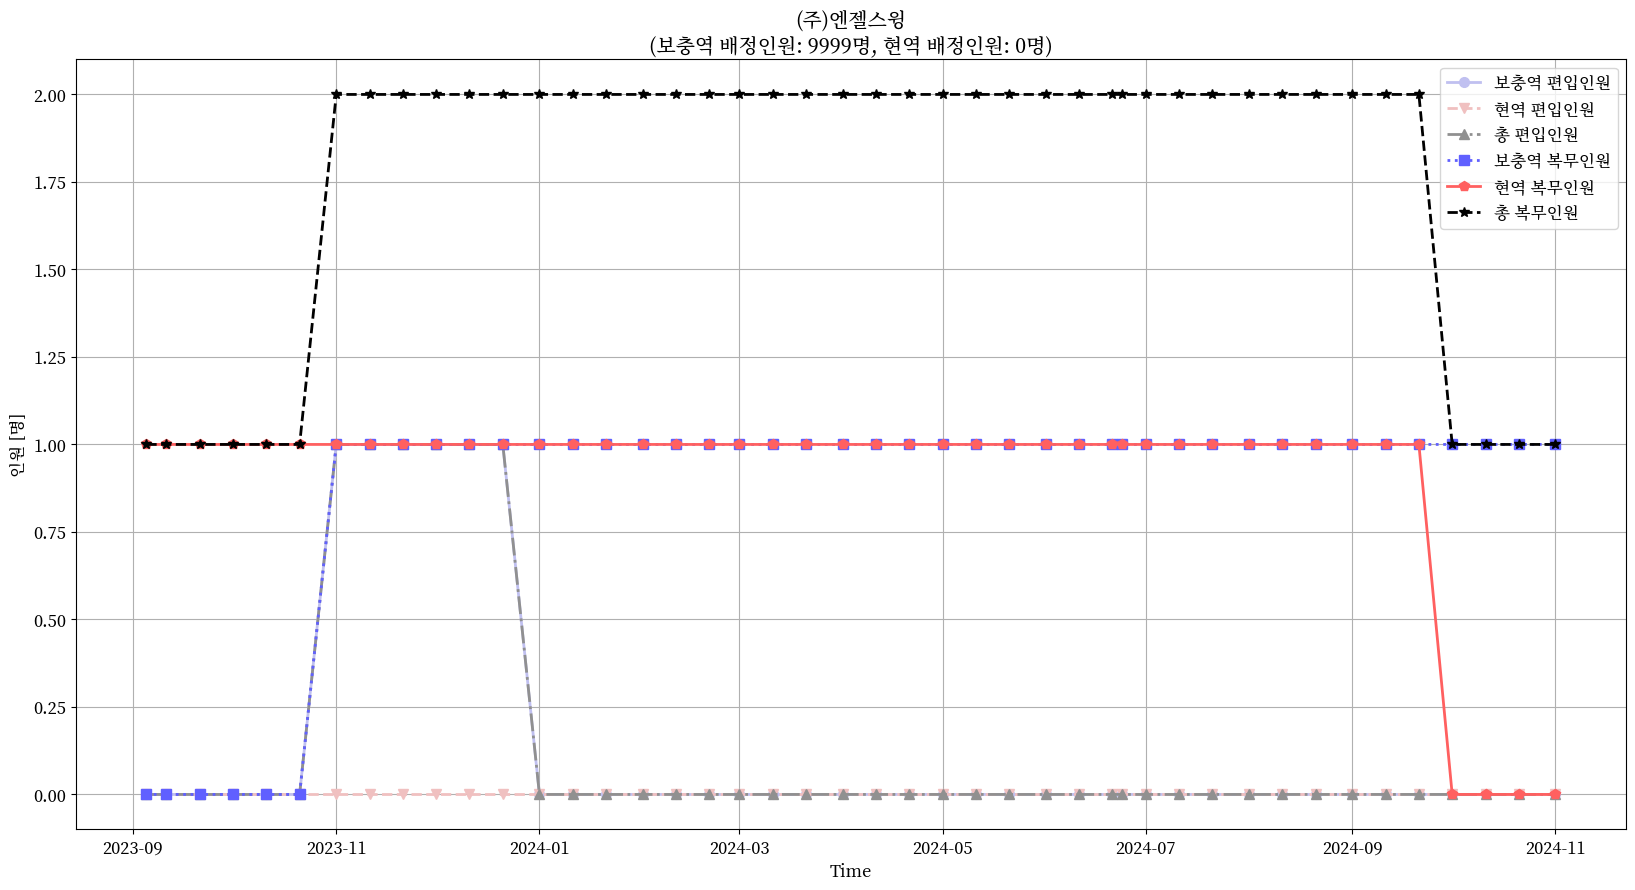 (주)엔젤스윙
(보충역 배정인원: 9999명, 현역 배정인원: 0명)
보충역 편입인원
현역 편입인원
총 편입인원
보충역 복무인원
현역 복무인원
총 복무인원
2.00
1.75
1.50
1.25
1.00
0.75
0.50
0.25
0.00
인원 [명]
2023-09 2023-11 2024-01 2024-03 2024-05 2024-07 2024-09 2024-11
Time